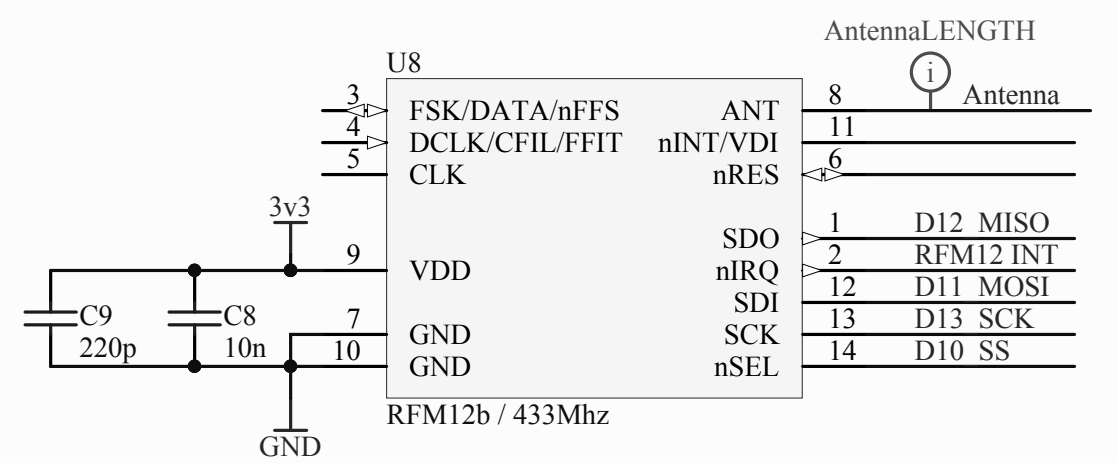 AntennaLENGTH
i
U8
3 FSK/DATA/nFFS ANT 8 Antenna
4 DCLK/CFIL/FFIT nINT/VDI 11
5 CLK nRES 6
3v3
SDO 1 D12 MISO
9 VDD nIRQ 2 RFM12 INT
SDI 12 D11 MOSI
C9 C8
220p 10n
7 GND SCK 13 D13 SCK
10 GND nSEL 14 D10 SS
RFM12b / 433Mhz
GND